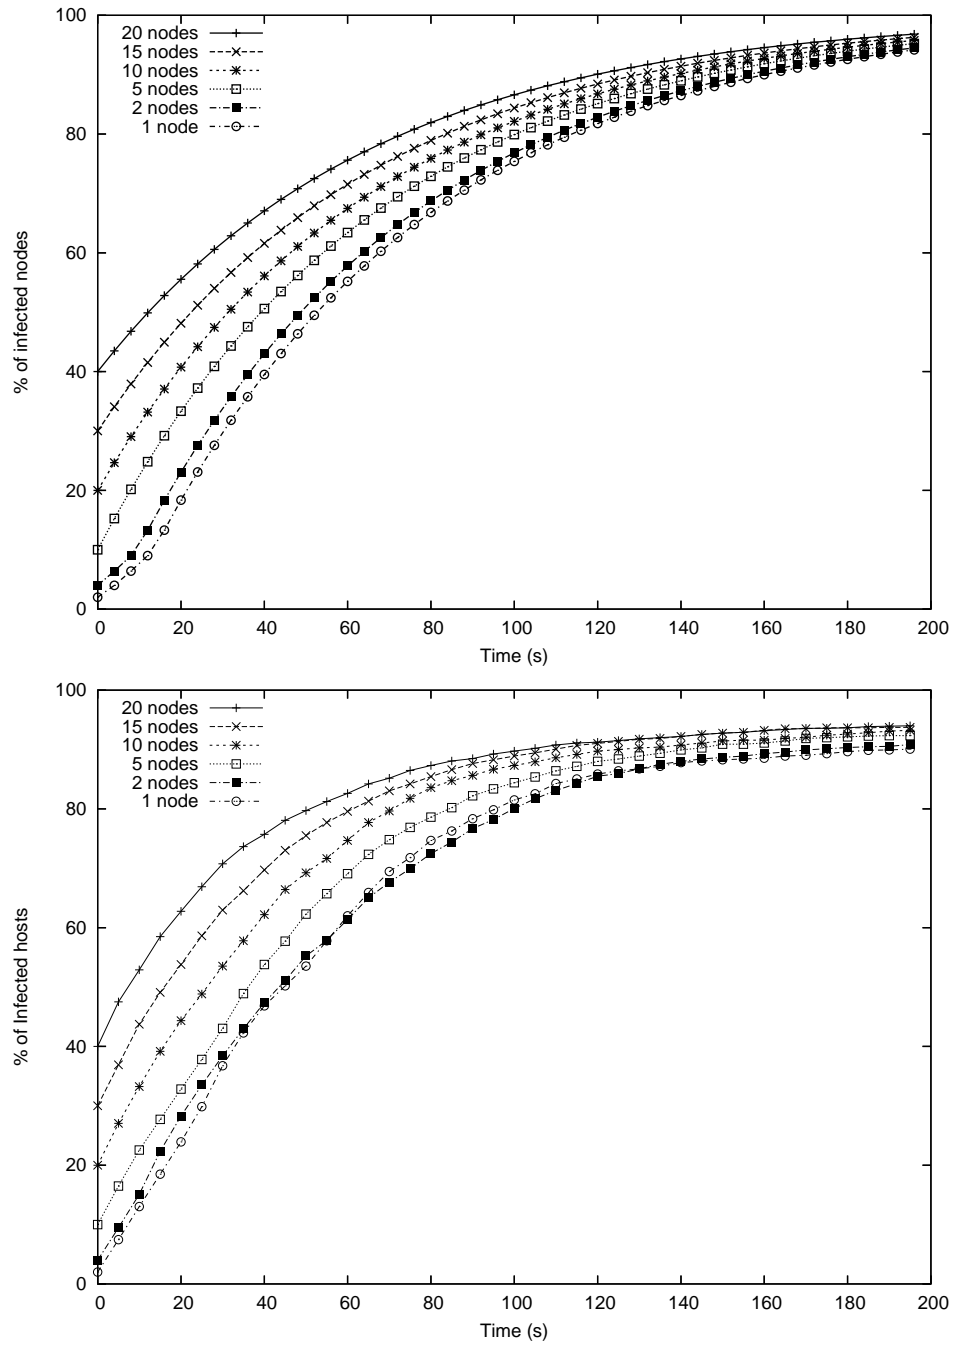 100
80
60
40
20
0
% of infected nodes
20 nodes
15 nodes
10 nodes
5 nodes
2 nodes
1 node
0 20 40 60 80 100 120 140 160 180 200
Time (s)
100
80
60
40
20
0
% of Infected hosts
20 nodes
15 nodes
10 nodes
5 nodes
2 nodes
1 node
0 20 40 60 80 100 120 140 160 180 200
Time (s)